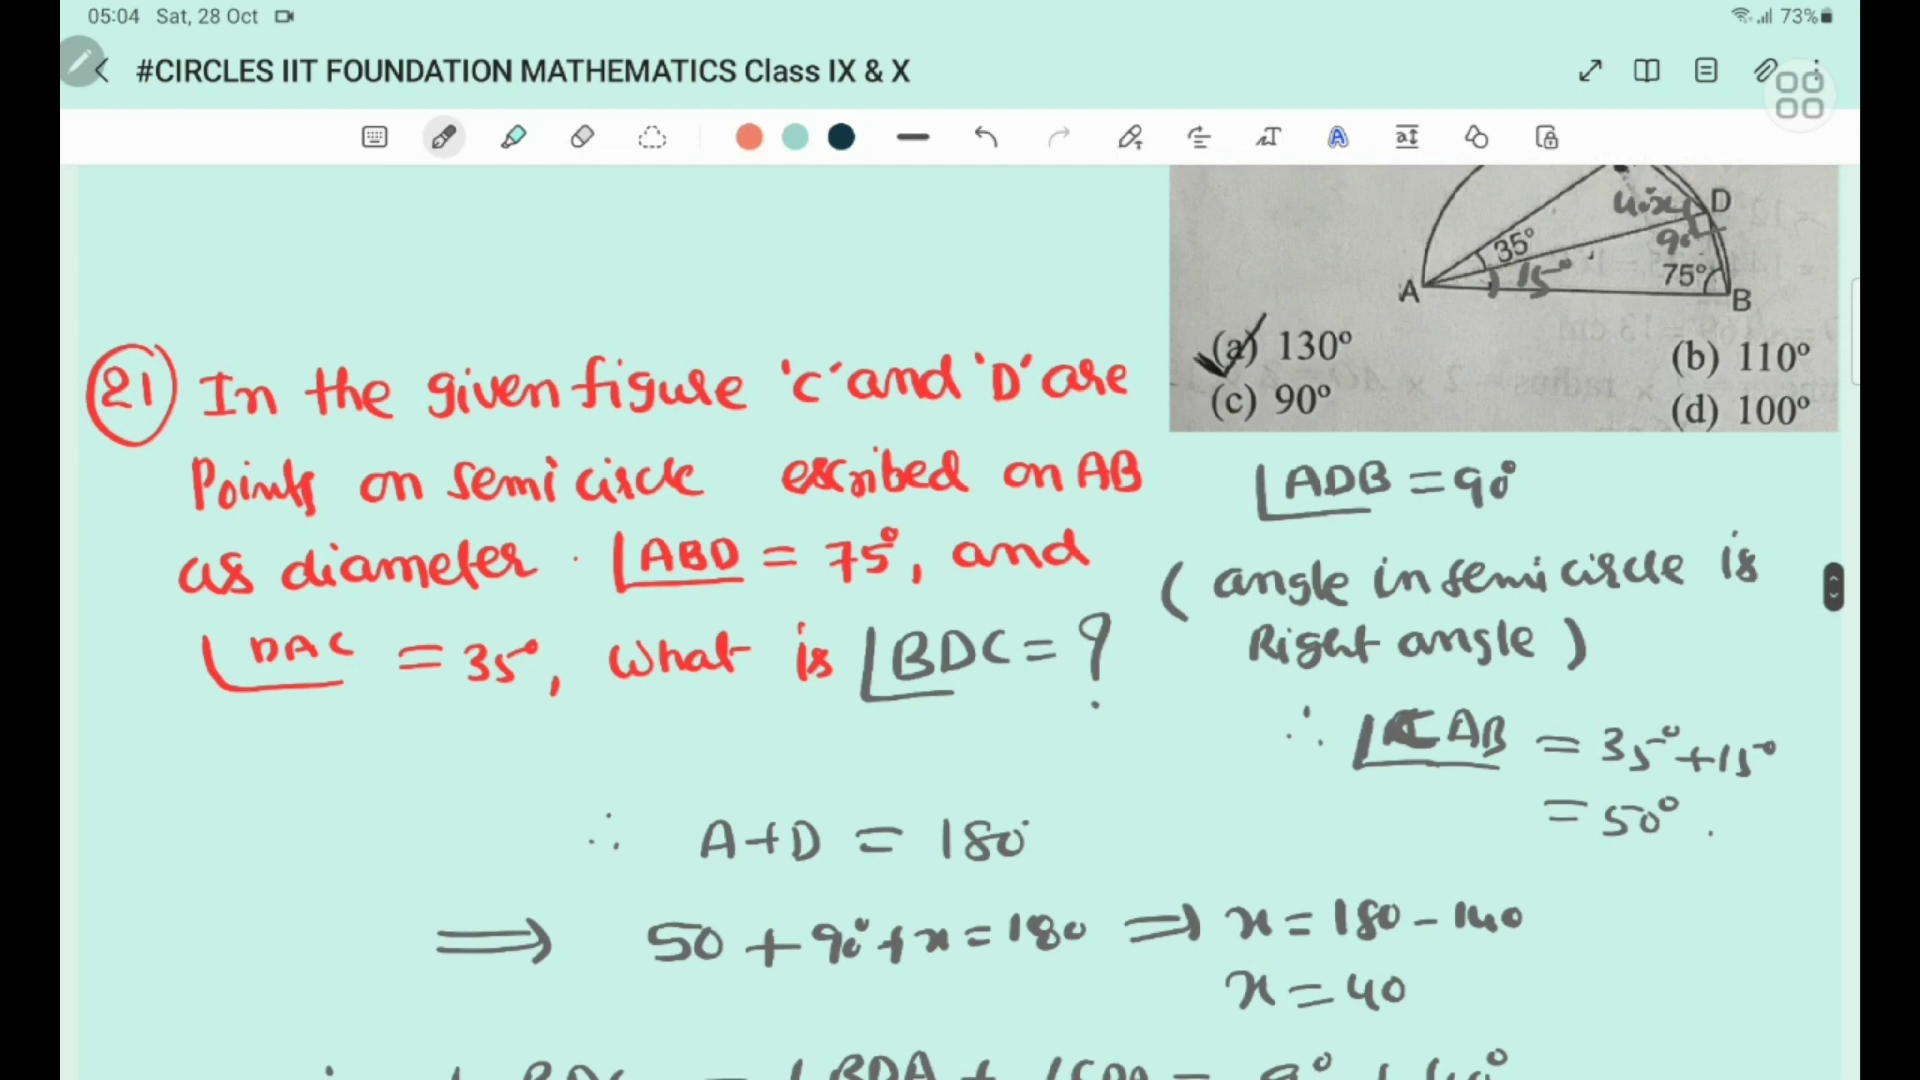 05:04 Sat, 28 Oct
73%
#CIRCLES IIT FOUNDATION MATHEMATICS Class IX & X
40° x
D
35°
90
15°
75°
A
B
(a) 130°
(b) 110°
(c) 90°
(d) 100°
(21) In the given figure 'C' and 'D' are
Points on semi circle escribed on AB
as diameter . ∠ABD = 75°, and
∠DAC = 35°, what is ∠BDC = ?
∠ADB = 90°
(angle in semi circle is
Right angle)
∴ ∠CAB = 35° + 15°
= 50° .
∴ A+D = 180
⇒ 50 + 90° + x = 180 ⇒ x = 180 - 140
x = 40